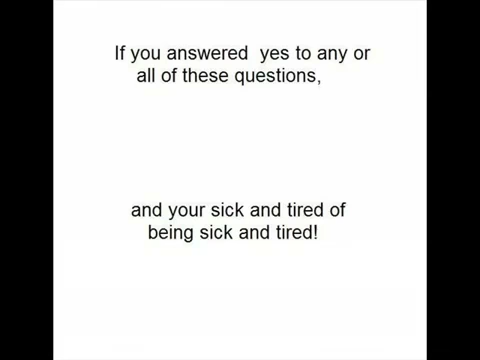 If you answered  yes to any or
all of these questions,
and your sick and tired of
being sick and tired!